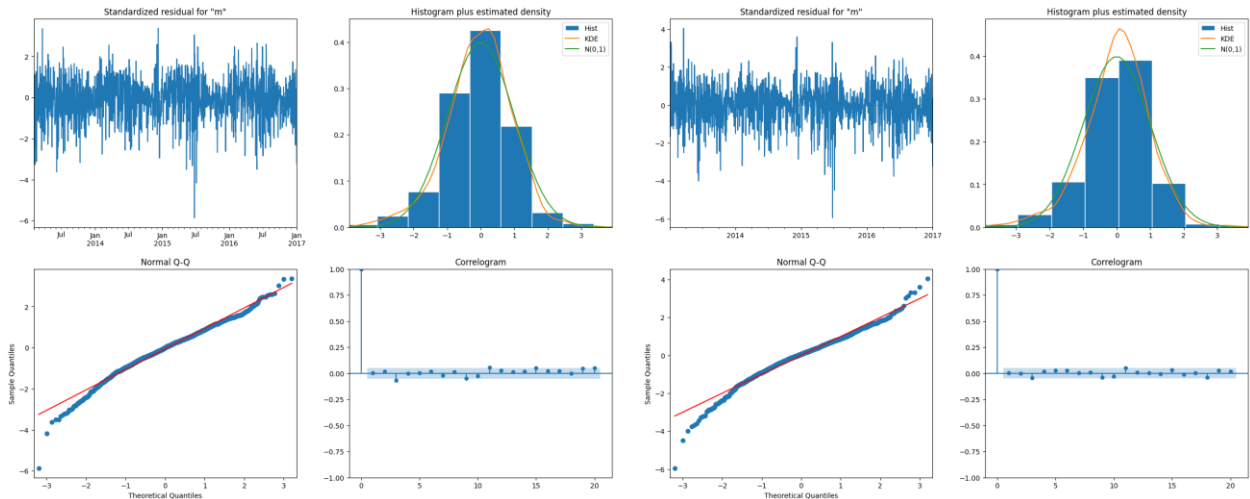 Standardized residual for "m"
2
0
−2
−4
−6
Jul
Jan
2014
Jul
Jan
2015
Jul
Jan
2016
Jul
Jan
2017
Histogram plus estimated density
Hist
KDE
N(0,1)
0.4
0.3
0.2
0.1
0.0
−3 −2 −1 0 1 2 3
Standardized residual for "m"
4
2
0
−2
−4
−6
2014 2015 2016 2017
Histogram plus estimated density
Hist
KDE
N(0,1)
0.4
0.3
0.2
0.1
0.0
−3 −2 −1 0 1 2 3
Normal Q-Q
Sample Quantiles
2
0
−2
−4
−6
−3 −2 −1 0 1 2 3
Theoretical Quantiles
Correlogram
1.00
0.75
0.50
0.25
0.00
−0.25
−0.50
−0.75
−1.00
0 5 10 15 20
Normal Q-Q
Sample Quantiles
4
2
0
−2
−4
−6
−3 −2 −1 0 1 2 3
Theoretical Quantiles
Correlogram
1.00
0.75
0.50
0.25
0.00
−0.25
−0.50
−0.75
−1.00
0 5 10 15 20